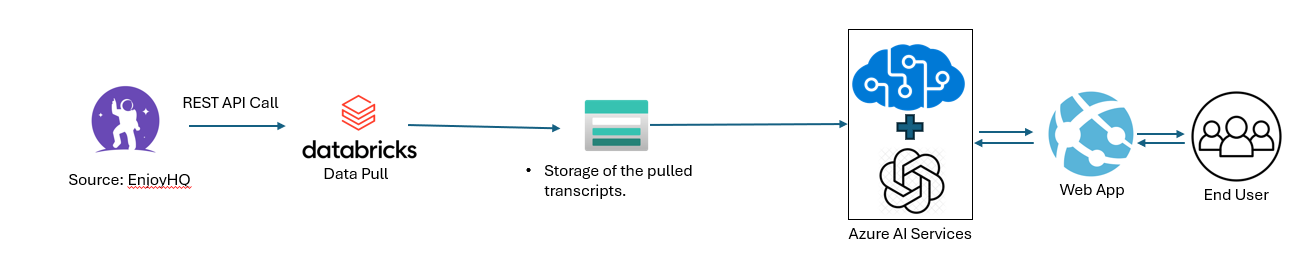 REST API Call
databricks
Data Pull
Source: EnjoyHQ
• Storage of the pulled
transcripts.
Azure AI Services
Web App
End User